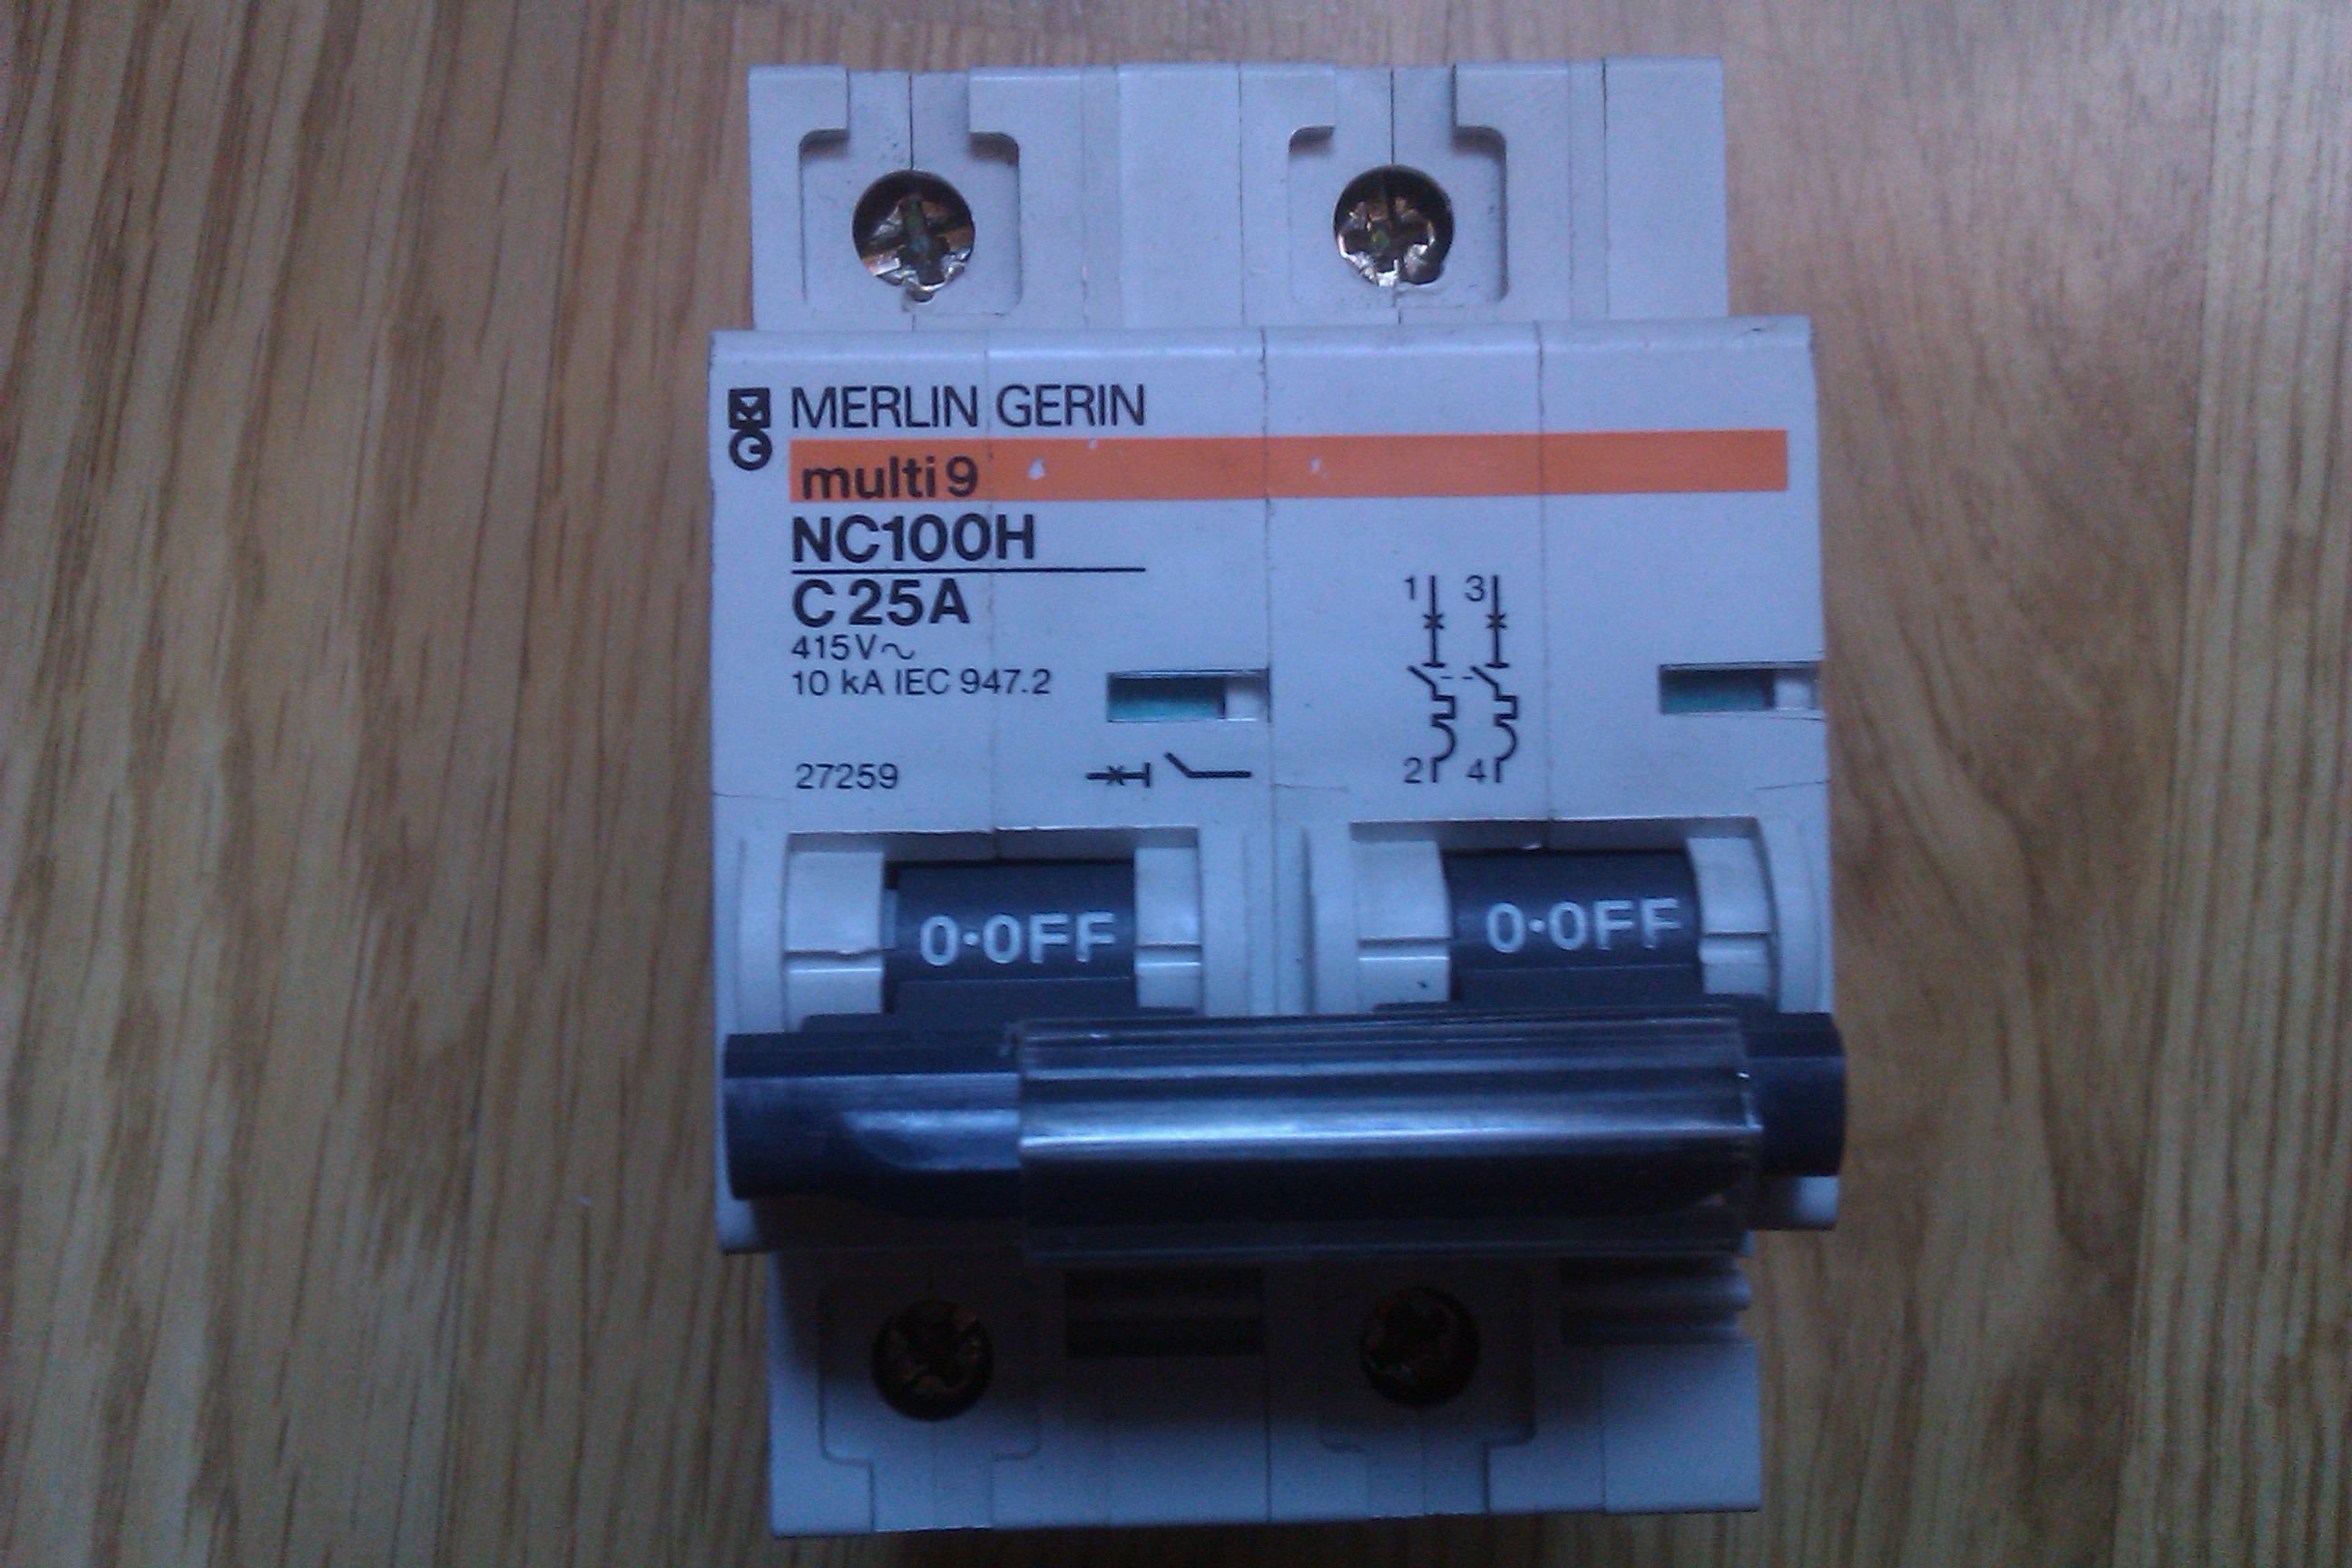 MERLIN GERIN
multi 9
NC100H
C25A
415V~
10 kA IEC 947.2
27259
1 3
2 4
0·OFF 0·OFF